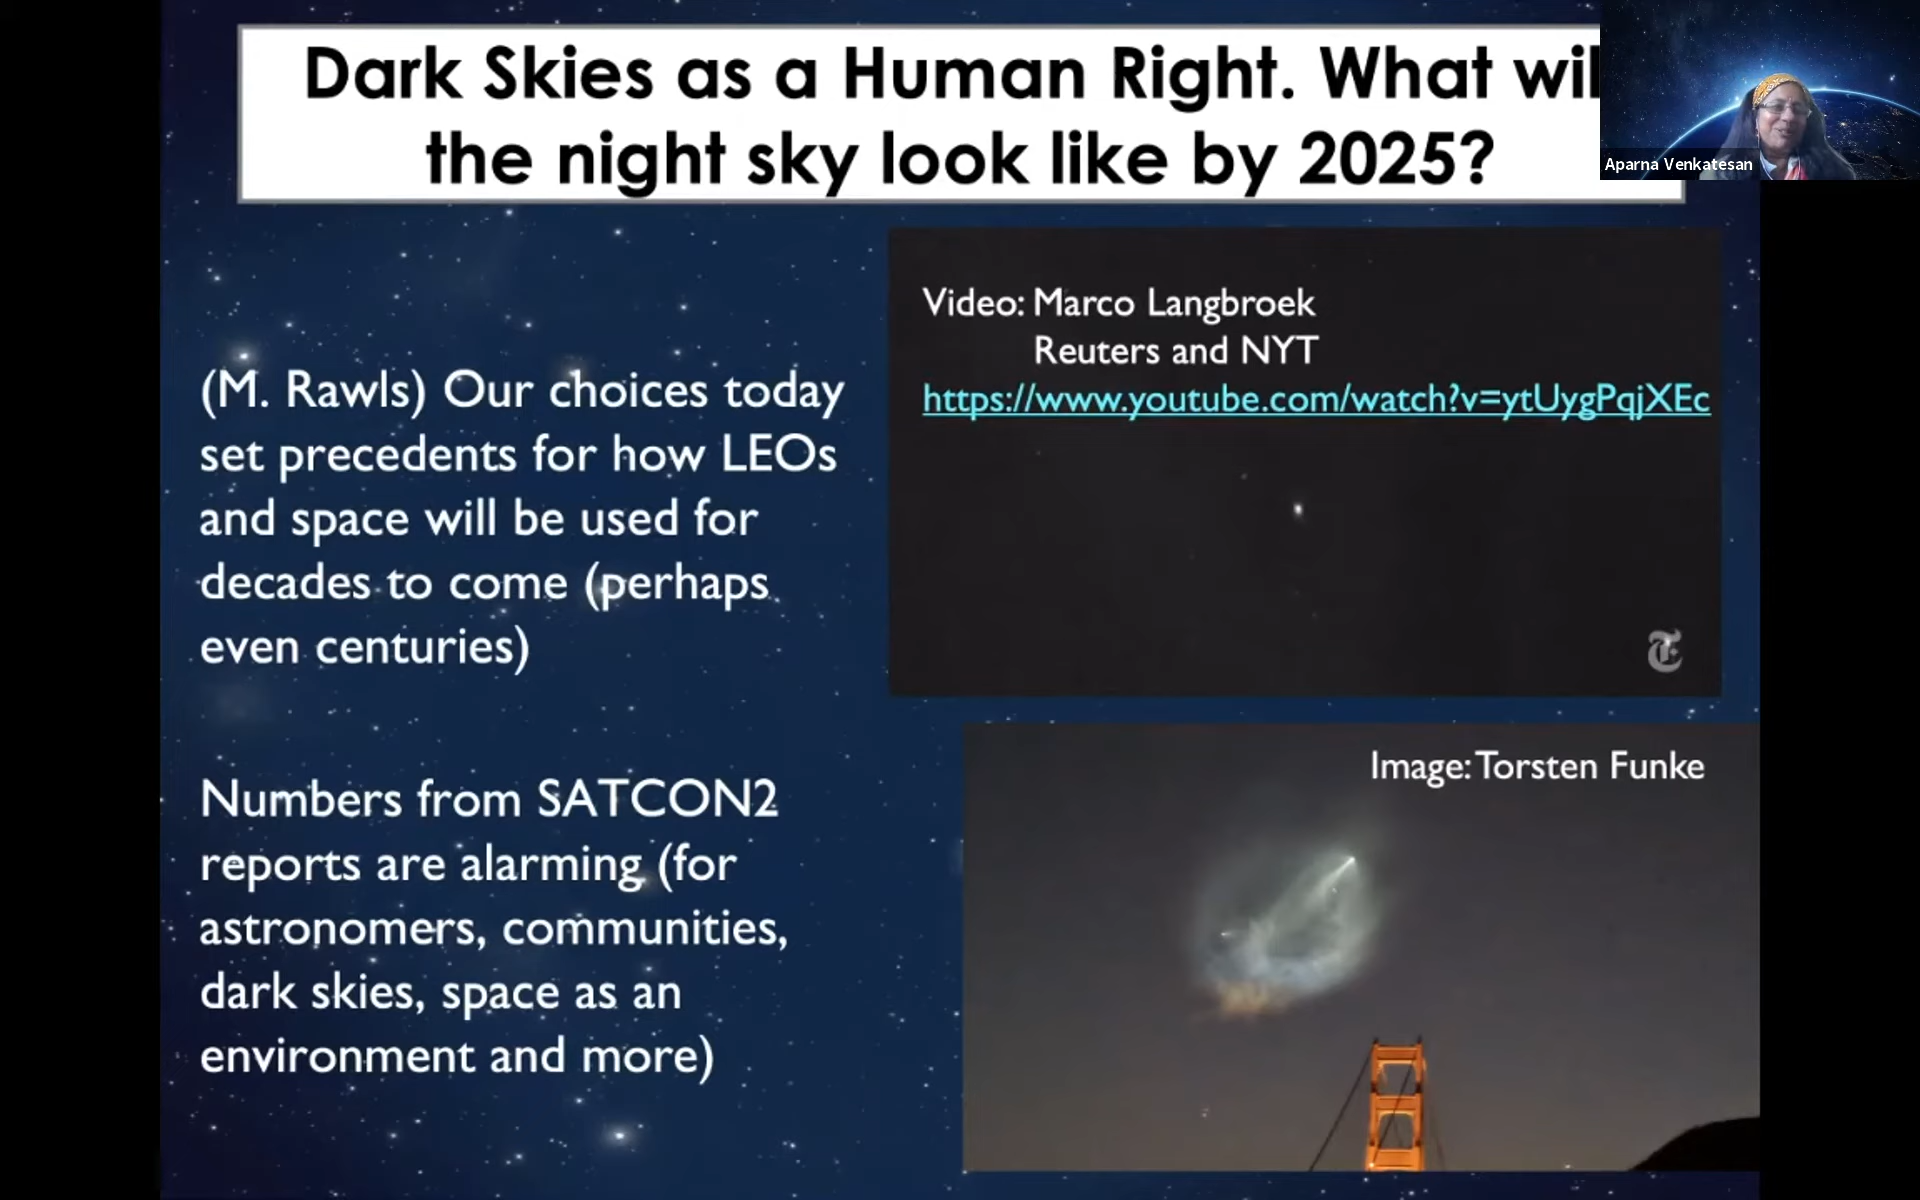 Dark Skies as a Human Right. What wil
the night sky look like by 2025?
Aparna Venkatesan
(M. Rawls) Our choices today
set precedents for how LEOs
and space will be used for
decades to come (perhaps
even centuries)
Numbers from SATCON2
reports are alarming (for
astronomers, communities,
dark skies, space as an
environment and more)
Video: Marco Langbroek
Reuters and NYT
https://www.youtube.com/watch?v=ytUygPqjXEc
T
Image: Torsten Funke